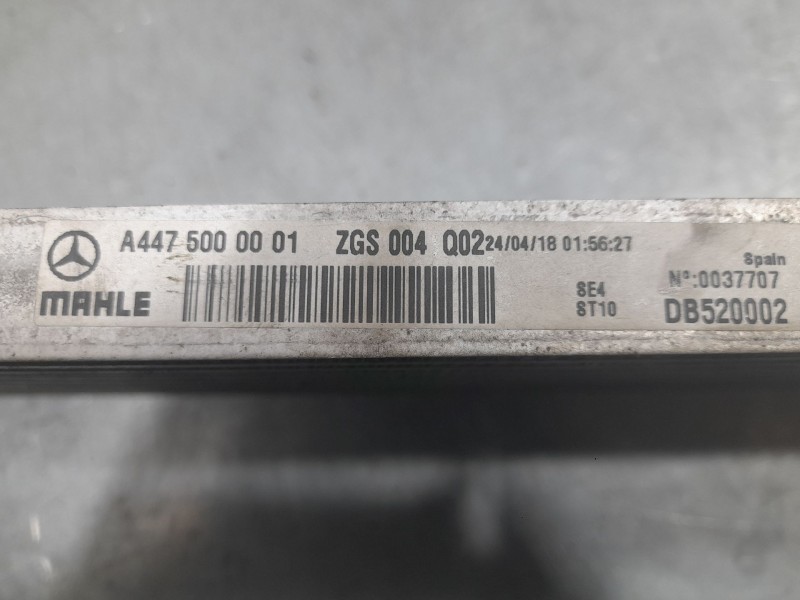 A447 500 00 01 ZGS 004 Q02 24/04/18 01:56:27
Spain
MAHLE SE4 Nº:0037707
ST10 DB520002